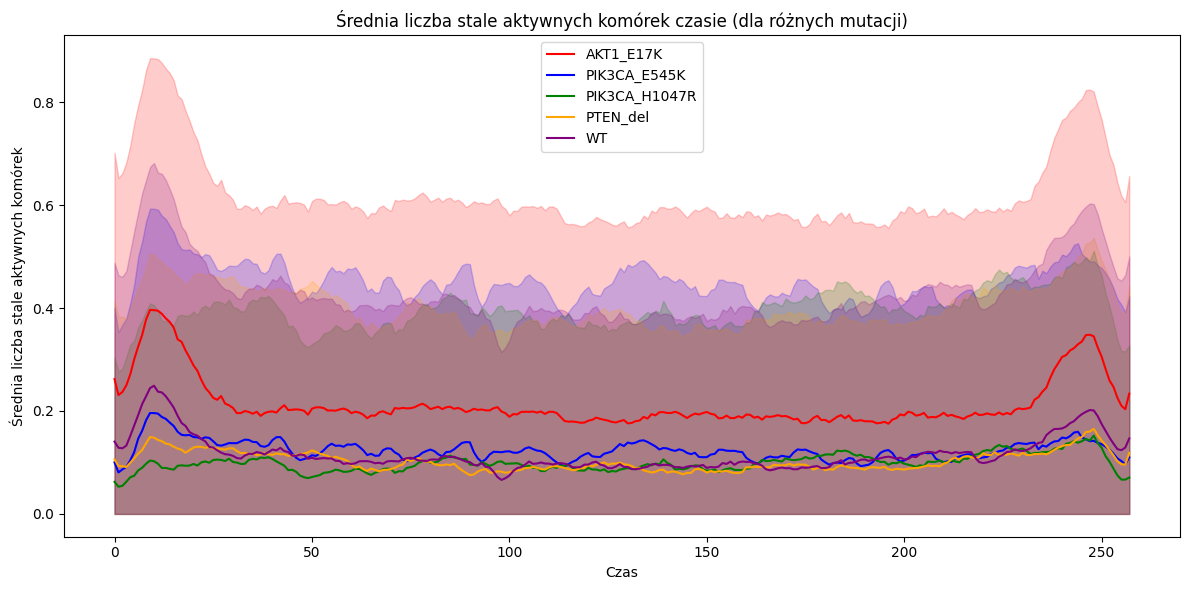 Średnia liczba stale aktywnych komórek czasie (dla różnych mutacji)
Średnia liczba stale aktywnych komórek
0.8
0.6
0.4
0.2
0.0
AKT1_E17K
PIK3CA_E545K
PIK3CA_H1047R
PTEN_del
WT
0
50
100
150
200
250
Czas